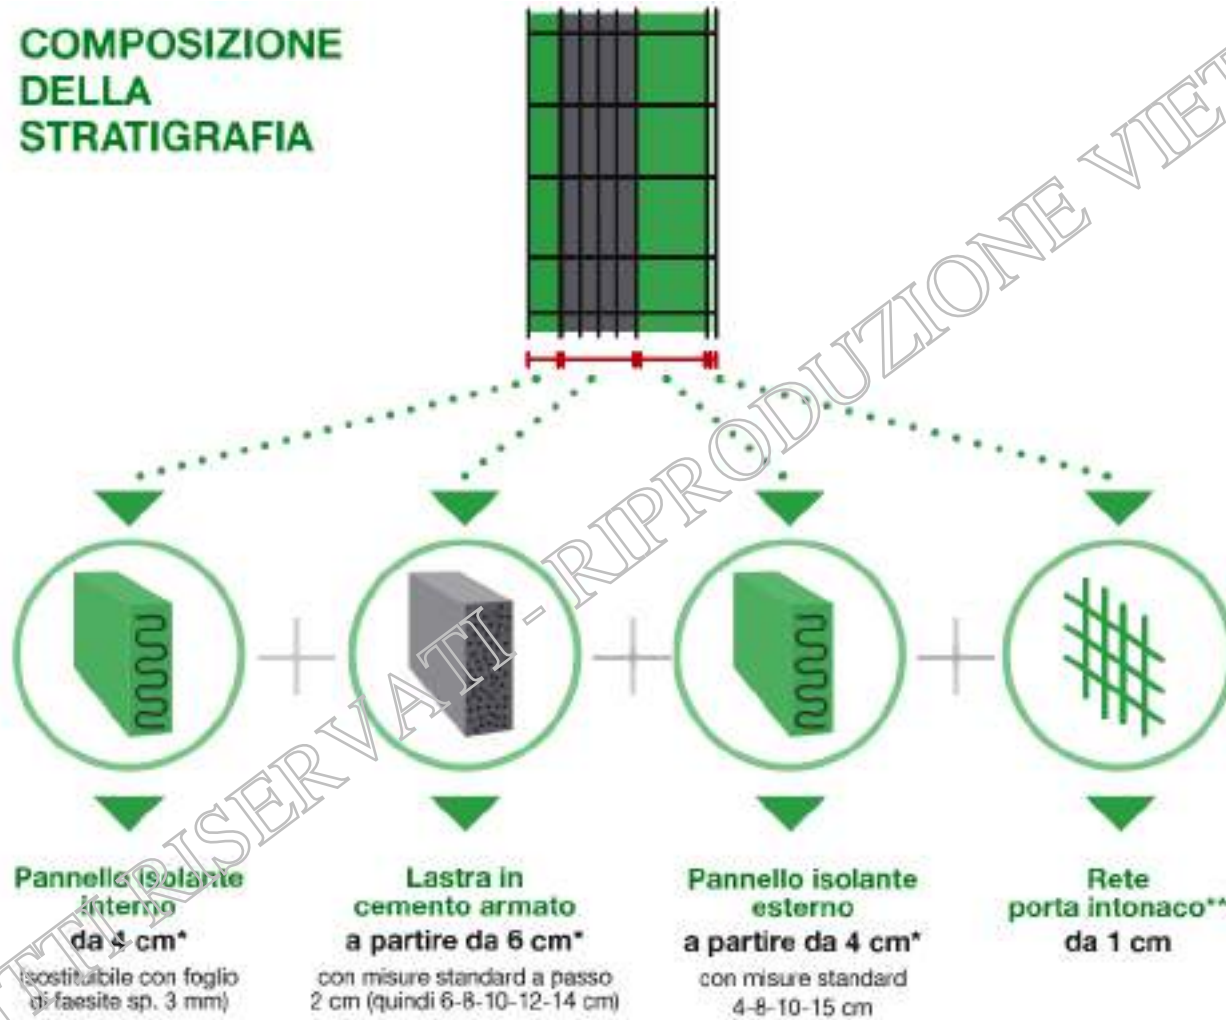 COMPOSIZIONE
DELLA
STRATIGRAFIA
Pannello isolante
interno
da 4 cm*
(sostituibile con foglio
di faesite sp. 3 mm)
Lastra in
cemento armato
a partire da 6 cm*
con misure standard a passo
2 cm (quindi 6-8-10-12-14 cm)
Pannello isolante
esterno
a partire da 4 cm*
con misure standard
4-8-10-15 cm
Rete
porta intonaco**
da 1 cm
RISERVATI - RIPRODUZIONE